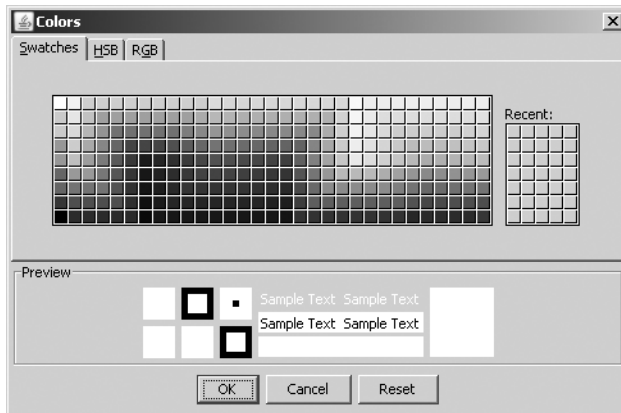 Colors
Swatches HSB RGB
Recent:
Preview
Sample Text Sample Text
Sample Text Sample Text
OK Cancel Reset